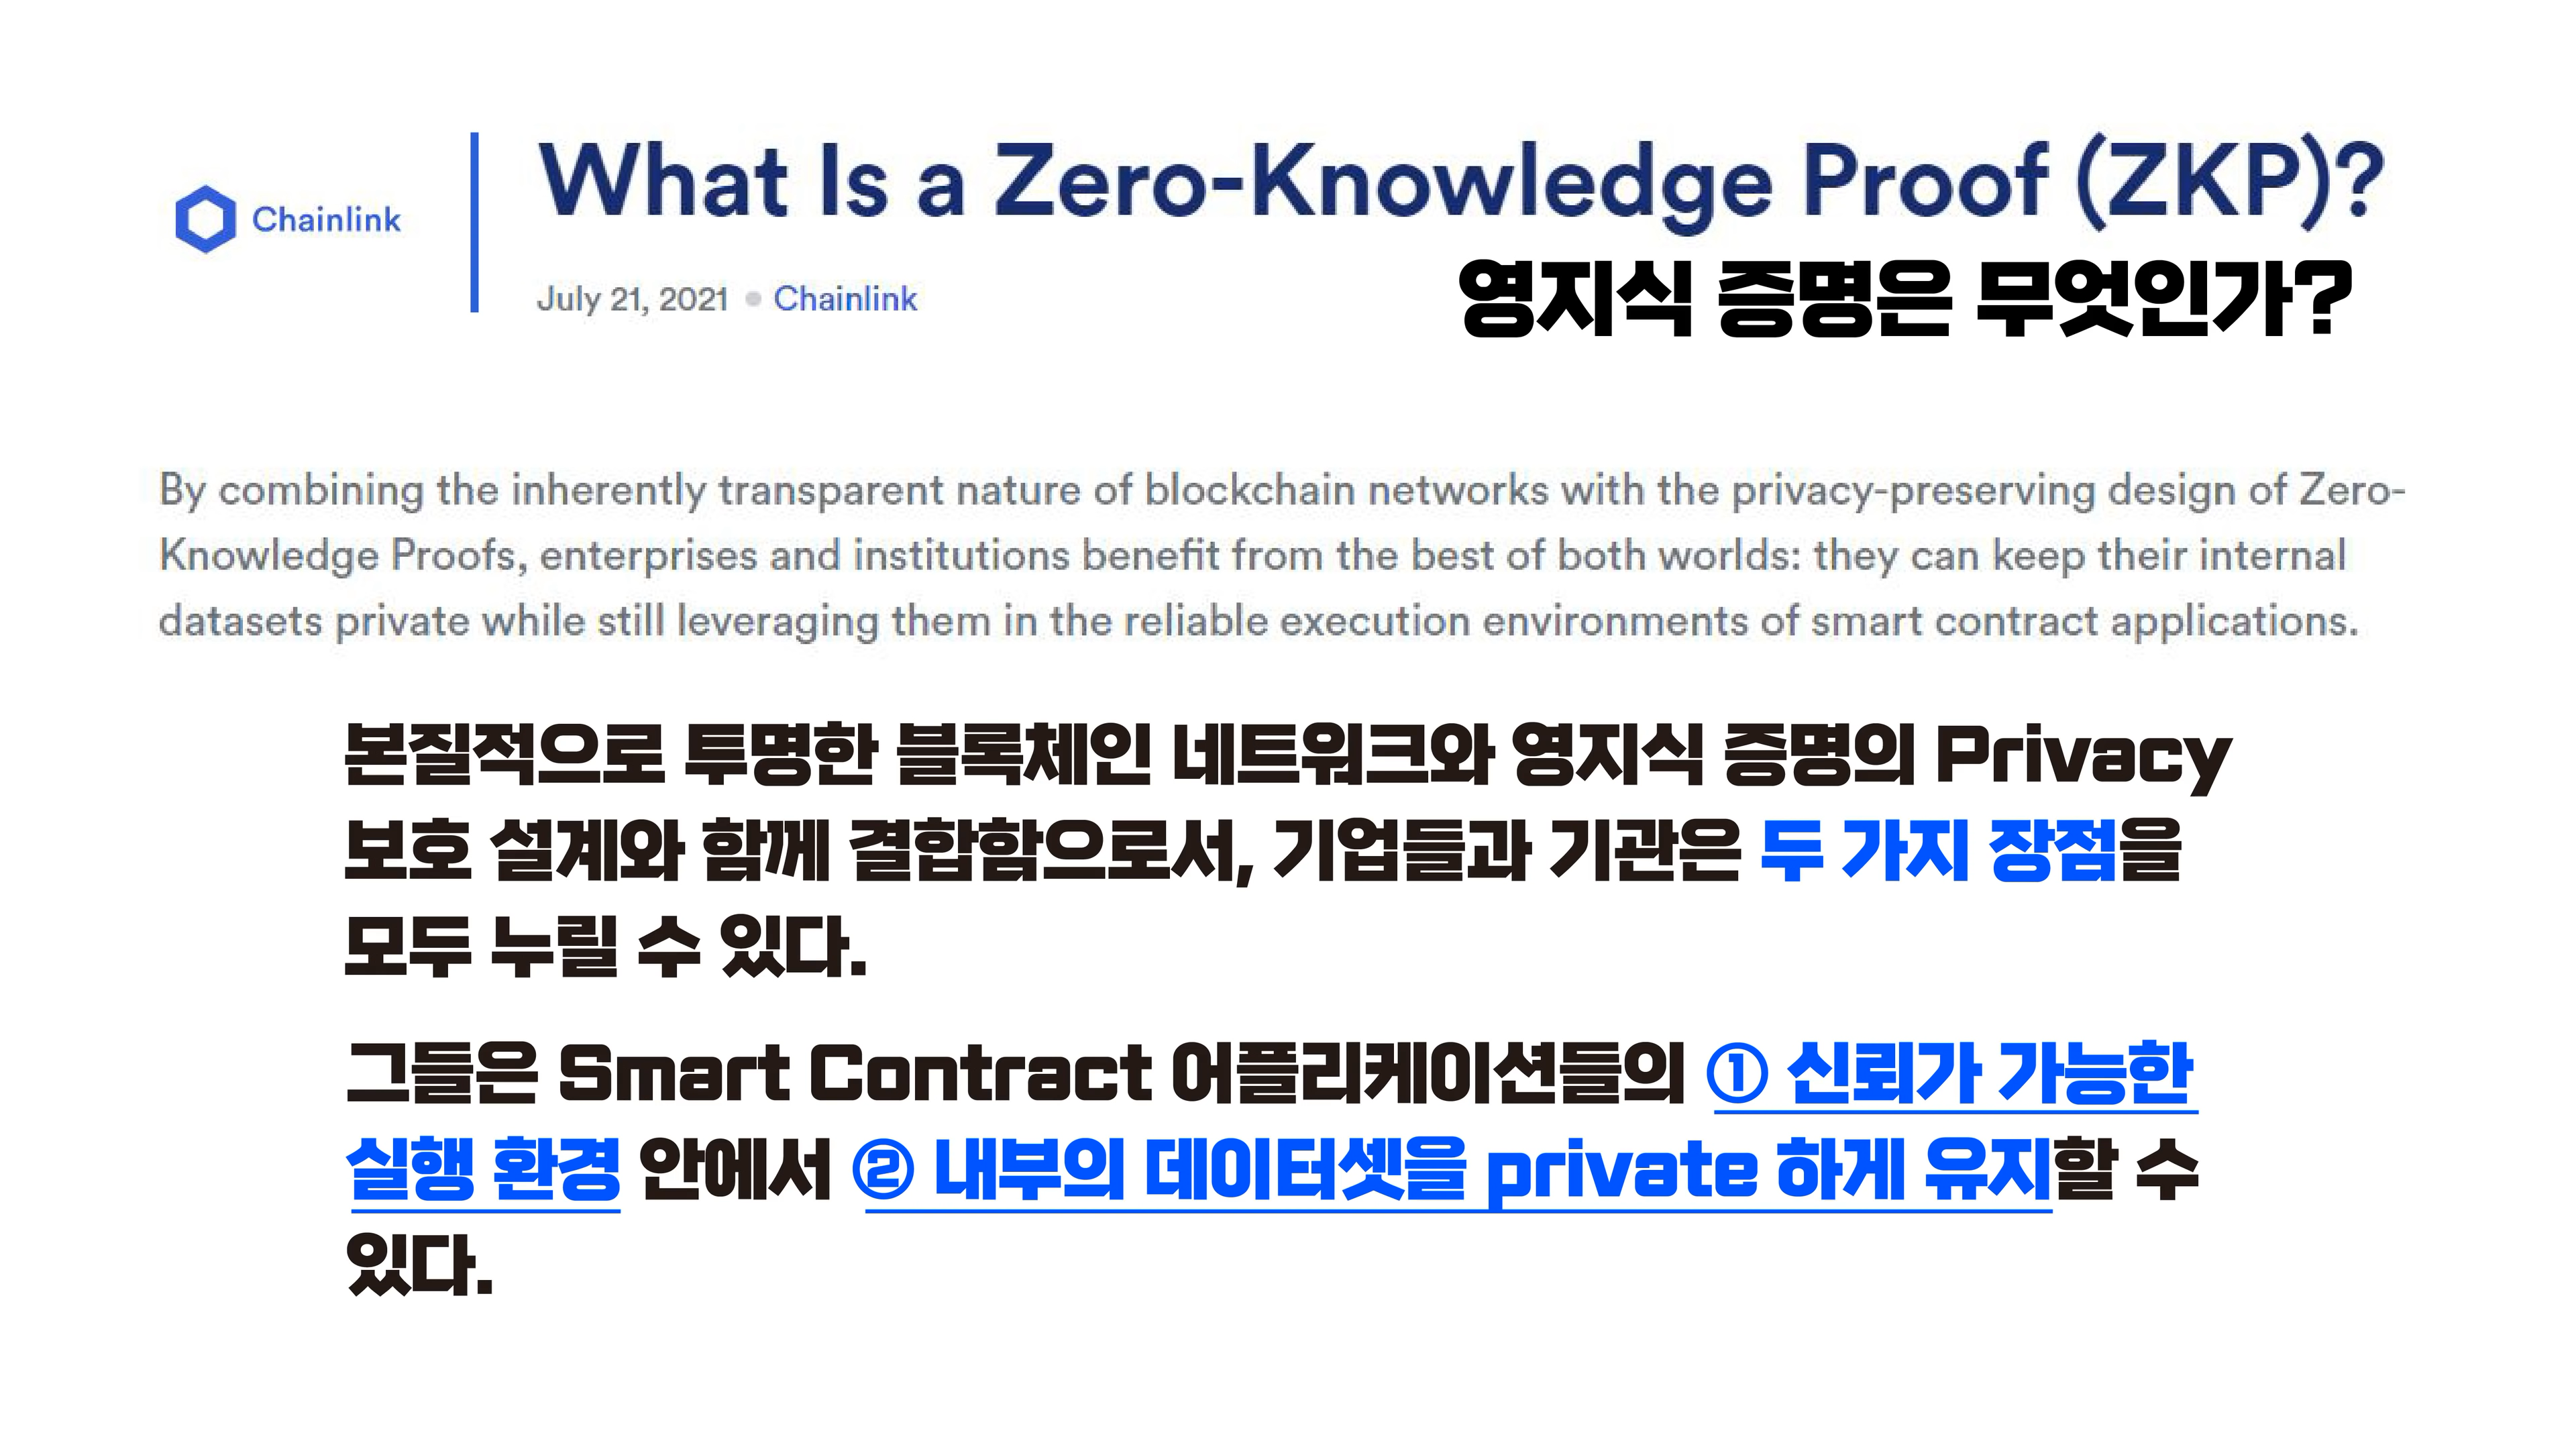 Chainlink
What Is a Zero-Knowledge Proof (ZKP)?
July 21, 2021 • Chainlink
영지식 증명은 무엇인가?
By combining the inherently transparent nature of blockchain networks with the privacy-preserving design of Zero-
Knowledge Proofs, enterprises and institutions benefit from the best of both worlds: they can keep their internal
datasets private while still leveraging them in the reliable execution environments of smart contract applications.
본질적으로 투명한 블록체인 네트워크와 영지식 증명의 Privacy
보호 설계와 함께 결합함으로서, 기업들과 기관은 두 가지 장점을
모두 누릴 수 있다.
그들은 Smart Contract 어플리케이션들의 ① 신뢰가 가능한
실행 환경 안에서 ② 내부의 데이터셋을 private 하게 유지할 수
있다.